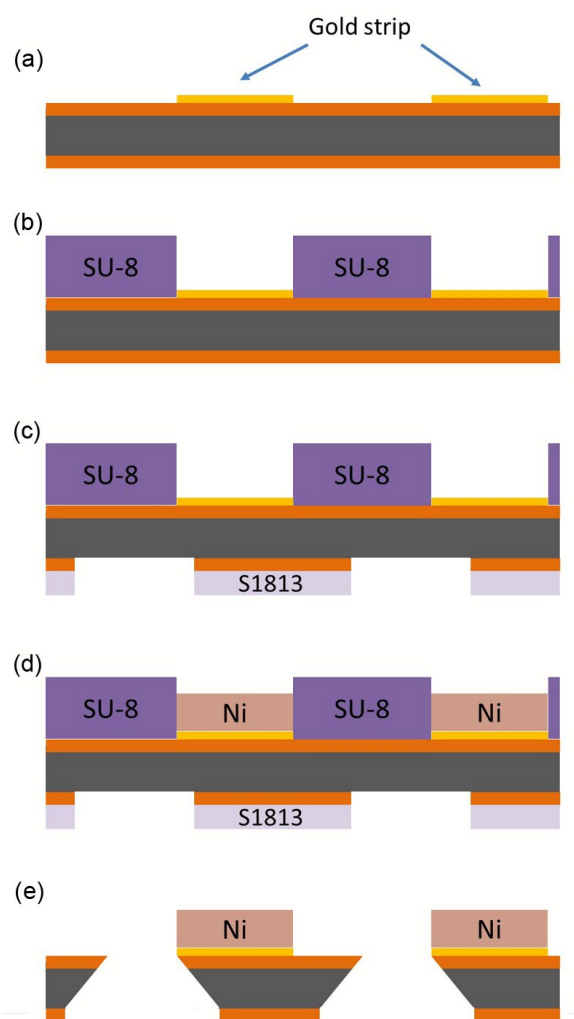 Gold strip
(a)
(b)
SU-8 SU-8
(c)
SU-8 SU-8
S1813
(d)
SU-8 Ni SU-8 Ni
S1813
(e)
Ni Ni